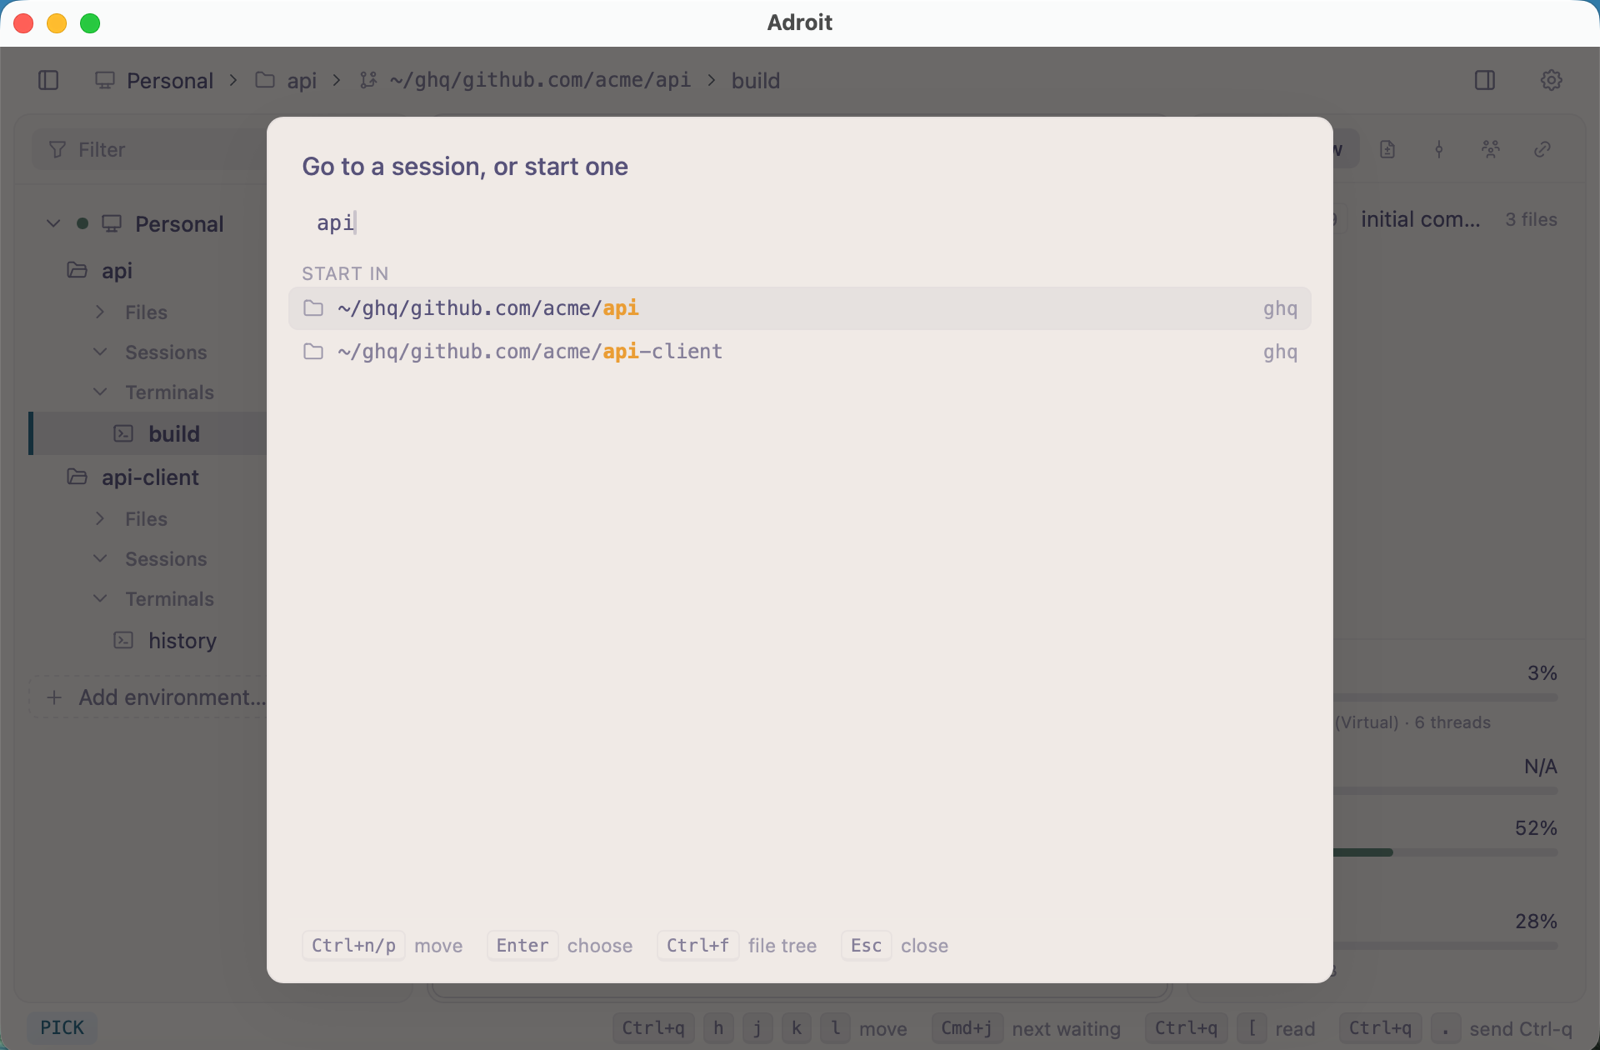 Adroit
Personal > api > ~/ghq/github.com/acme/api > build
Filter
Personal
api
Files
Sessions
Terminals
build
api-client
Files
Sessions
Terminals
history
+ Add environment...
Go to a session, or start one
api
START IN
~/ghq/github.com/acme/api ghq
~/ghq/github.com/acme/api-client ghq
Ctrl+n/p move Enter choose Ctrl+f file tree Esc close
initial com... 3 files
3%
(Virtual) · 6 threads
N/A
52%
28%
PICK
Ctrl+q h j k l move Cmd+j next waiting Ctrl+q [ read Ctrl+q . send Ctrl-q